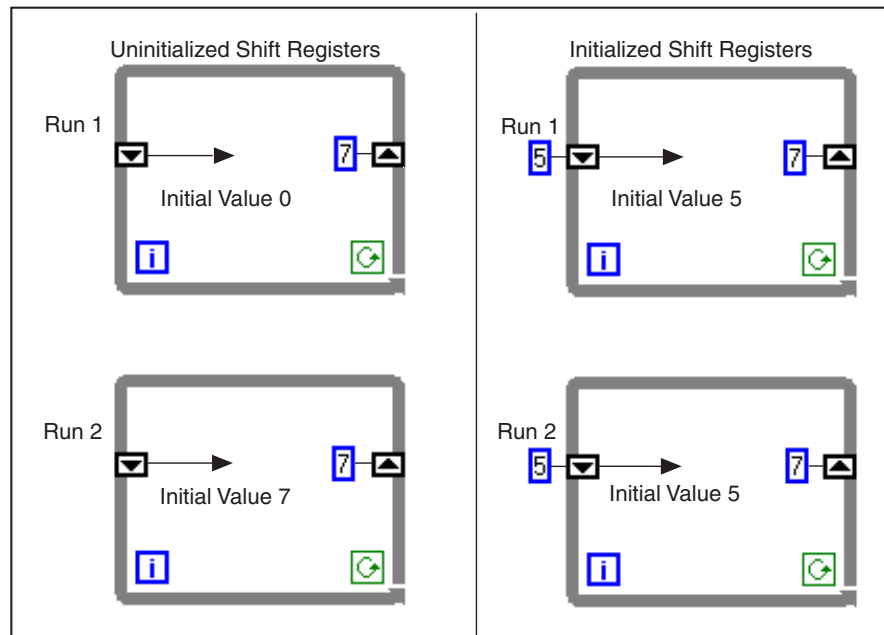 Uninitialized Shift Registers
Run 1
7
Initial Value 0
i
Run 2
7
Initial Value 7
i
Initialized Shift Registers
Run 1
5
7
Initial Value 5
i
Run 2
5
7
Initial Value 5
i